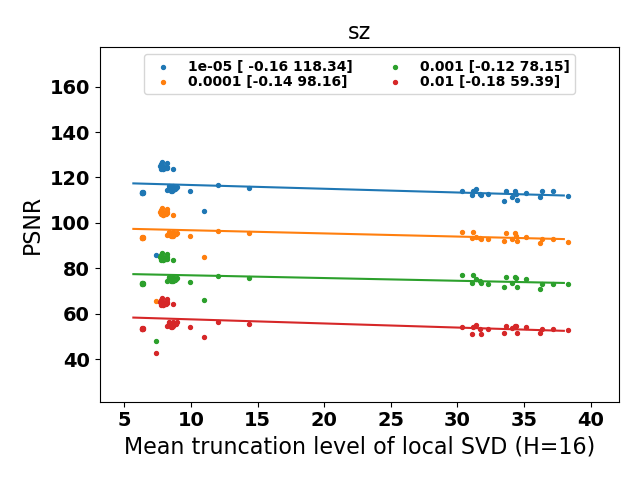 sz
1e-05 [ -0.16 118.34]
0.0001 [-0.14 98.16]
0.001 [-0.12 78.15]
0.01 [-0.18 59.39]
PSNR
160
140
120
100
80
60
40
5 10 15 20 25 30 35 40
Mean truncation level of local SVD (H=16)